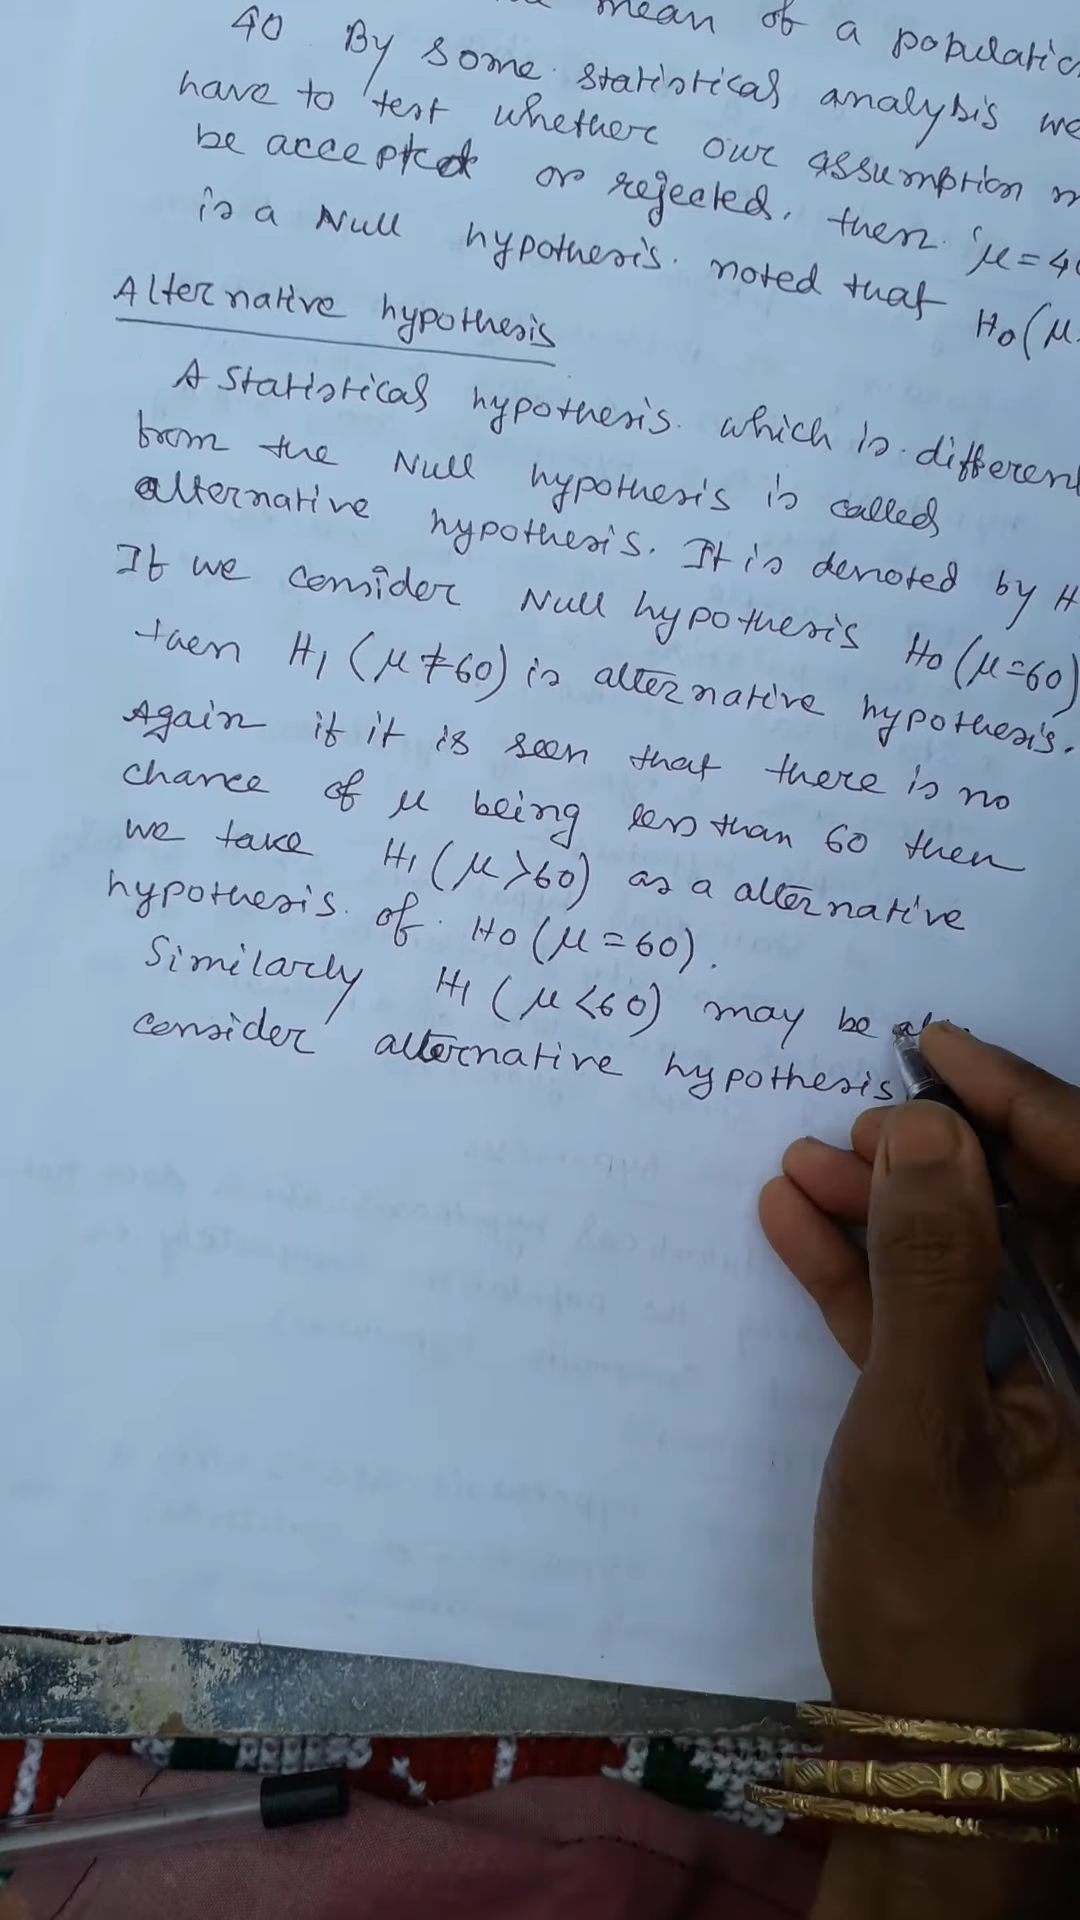 mean of a populatio
40 By some statistical analysis we
have to test whether our assumption m
be accepted or rejected. then 'μ=40
is a Null hypothesis. noted that H0(μ
Alternative hypothesis
A Statistical hypothesis. which is different
from the Null hypothesis is called
alternative hypothesis. It is denoted by H
If we consider Null hypothesis H0(μ=60)
then H1 (μ≠60) is alternative hypothesis.
Again if it is seen that there is no
chance of μ being less than 60 then
we take H1(μ>60) as a alternative
hypothesis. of H0(μ=60).
Similarly H1 (μ<60) may be
consider alternative hypothesis